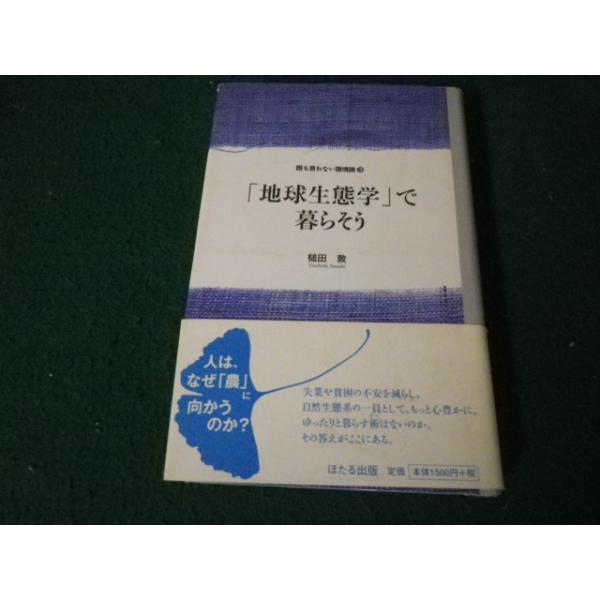 誰も言わない環境論③
「地球生態学」で
暮らそう
槌田 敦
Tsuchida Atsushi
人は、
なぜ「農」に
向かう
のか?
失業や貧困の不安を減らし、
自然生態系の一員として、もっと心豊かに、
ゆったりと暮らす術はないのか。
その答えがここにある。
ほたる出版 定価 本体1500円+税